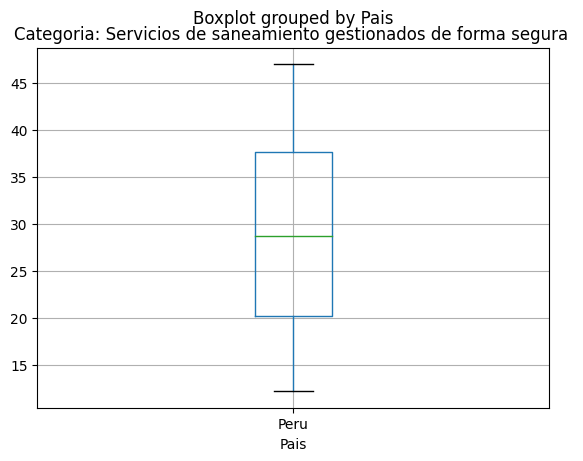 Boxplot grouped by Pais
Categoria: Servicios de saneamiento gestionados de forma segura
45
40
35
30
25
20
15
Peru
Pais